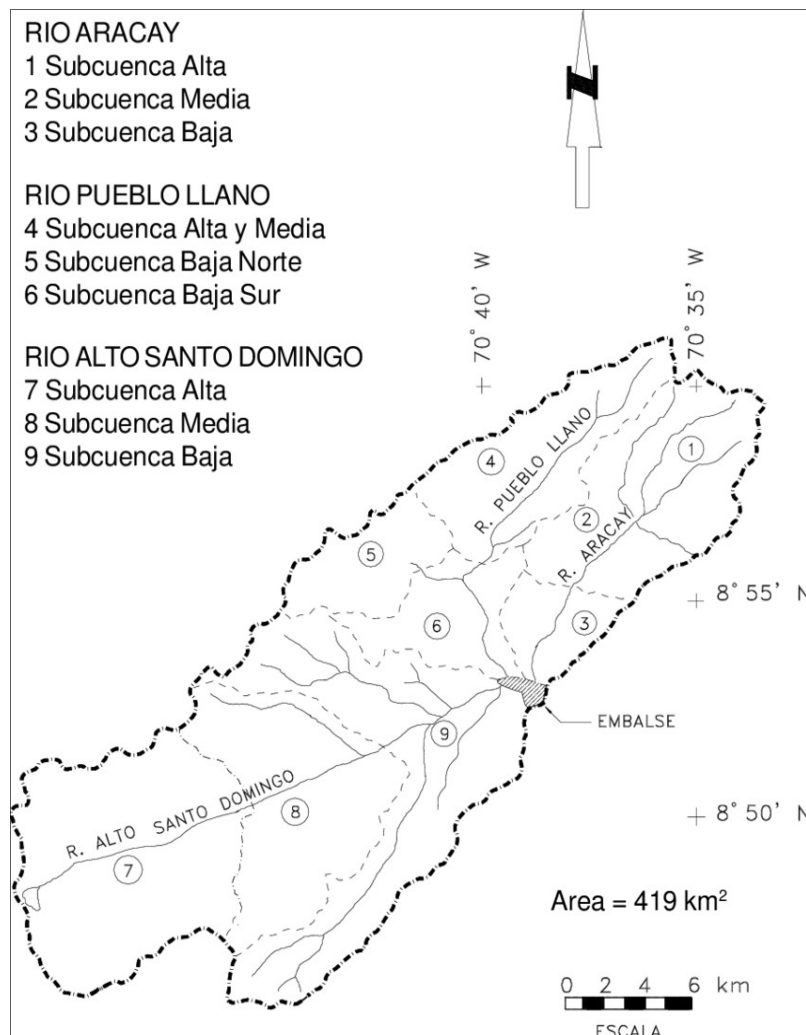 RIO ARACAY
1 Subcuenca Alta
2 Subcuenca Media
3 Subcuenca Baja
RIO PUEBLO LLANO
4 Subcuenca Alta y Media
5 Subcuenca Baja Norte
6 Subcuenca Baja Sur
RIO ALTO SANTO DOMINGO
7 Subcuenca Alta
8 Subcuenca Media
9 Subcuenca Baja
N
70° 40' W
70° 35' W
R. PUEBLO LLANO
R. ARACAY
R. ALTO SANTO DOMINGO
1
2
3
4
5
6
7
8
9
8° 55' N
EMBALSE
8° 50' N
Area = 419 km²
0 2 4 6 km
ESCALA